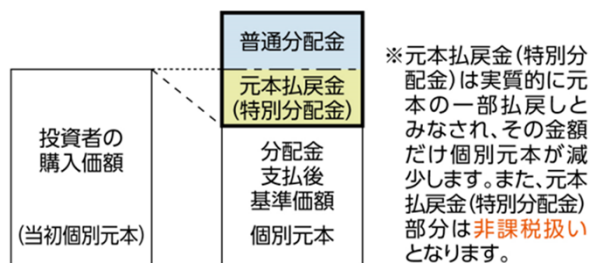 普通分配金
元本払戻金
(特別分配金)
投資者の
購入価額
(当初個別元本)
分配金
支払後
基準価額
個別元本
※元本払戻金(特別分
配金)は実質的に元
本の一部払戻しと
みなされ、その金額
だけ個別元本が減
少します。また、元本
払戻金(特別分配金)
部分は非課税扱い
となります。